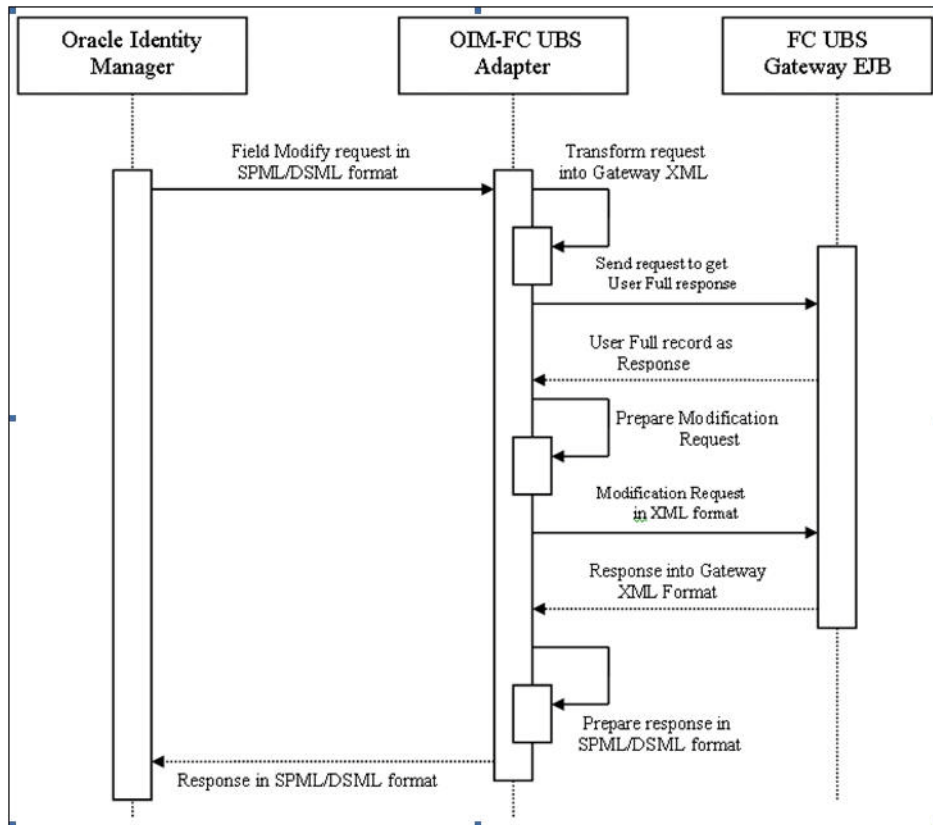 Oracle Identity
Manager
OIM-FC UBS
Adapter
FC UBS
Gateway EJB
Field Modify request in
SPML/DSML format
Transform request
into Gateway XML
Send request to get
User Full response
User Full record as
Response
Prepare Modification
Request
Modification Request
in XML format
Response into Gateway
XML Format
Prepare response in
SPML/DSML format
Response in SPML/DSML format